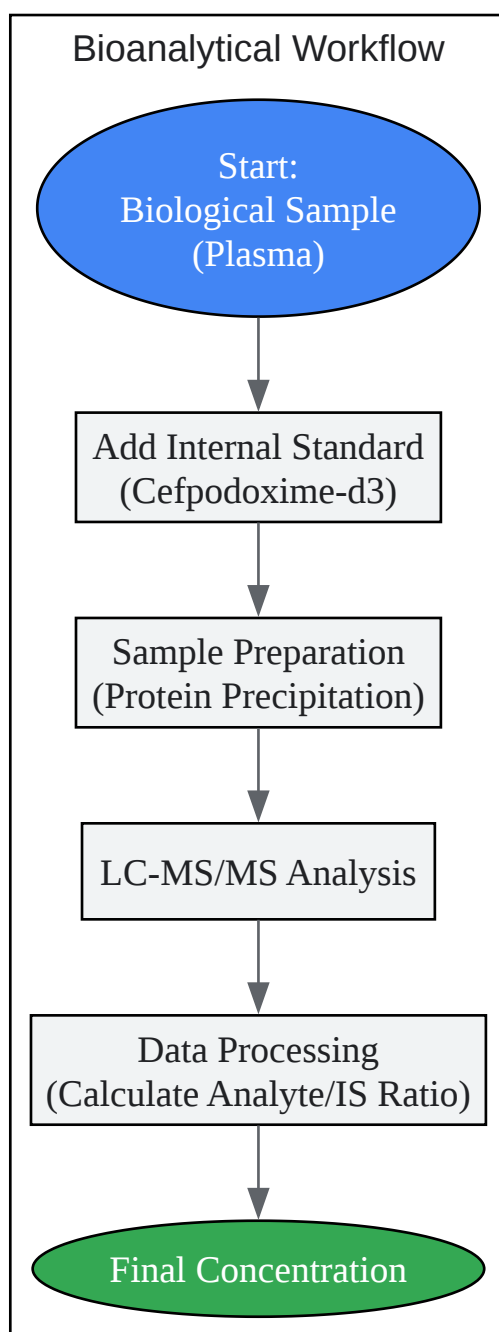 Bioanalytical Workflow
Start:
Biological Sample
(Plasma)
Add Internal Standard
(Cefpodoxime-d3)
Sample Preparation
(Protein Precipitation)
LC-MS/MS Analysis
Data Processing
(Calculate Analyte/IS Ratio)
Final Concentration